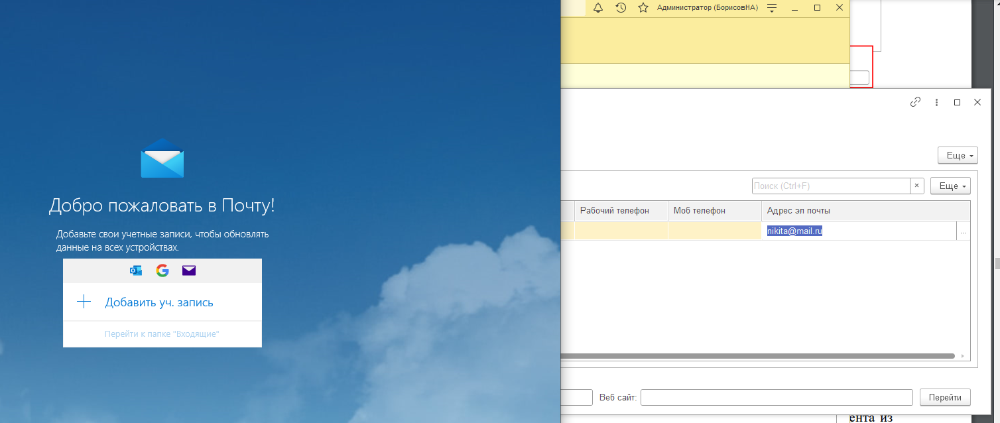 Администратор (БорисовНА)
Добро пожаловать в Почту!
Добавьте свои учетные записи, чтобы обновлять
данные на всех устройствах.
Добавить уч. запись
Перейти к папке "Входящие"
Еще
Поиск (Ctrl+F)
×
Еще
Рабочий телефон
Моб телефон
Адрес эл почты
nikita@mail.ru
...
Веб сайт:
Перейти
ента из